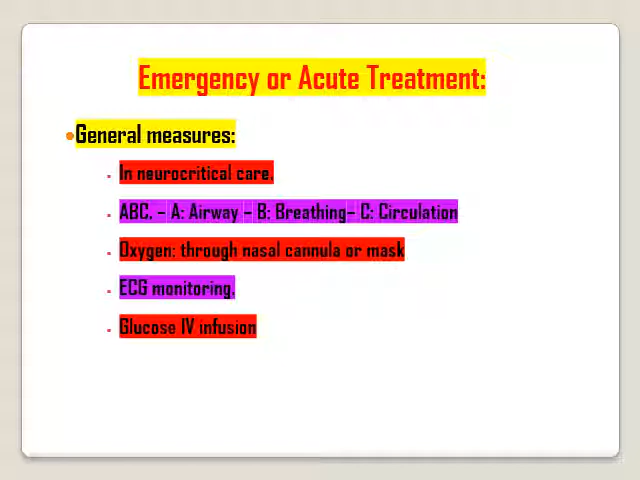 Emergency or Acute Treatment:
General measures:
In neurocritical care.
ABC. – A: Airway – B: Breathing– C: Circulation
Oxygen: through nasal cannula or mask
ECG monitoring.
Glucose IV infusion